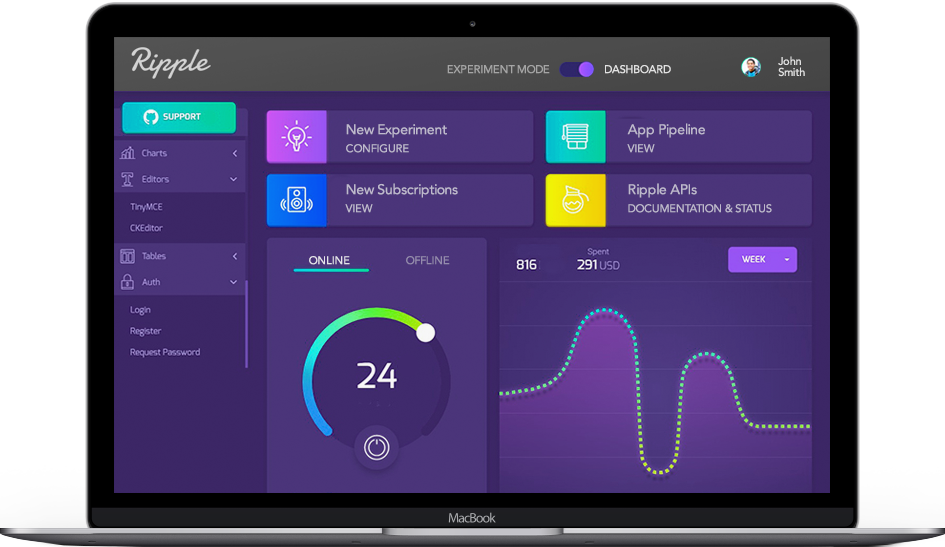 Ripple
EXPERIMENT MODE DASHBOARD
John
Smith
SUPPORT
Charts
Editors
TinyMCE
CKEditor
Tables
Auth
Login
Register
Request Password
New Experiment
CONFIGURE
App Pipeline
VIEW
New Subscriptions
VIEW
Ripple APIs
DOCUMENTATION & STATUS
ONLINE OFFLINE
24
816
Spent
291 USD
WEEK
MacBook